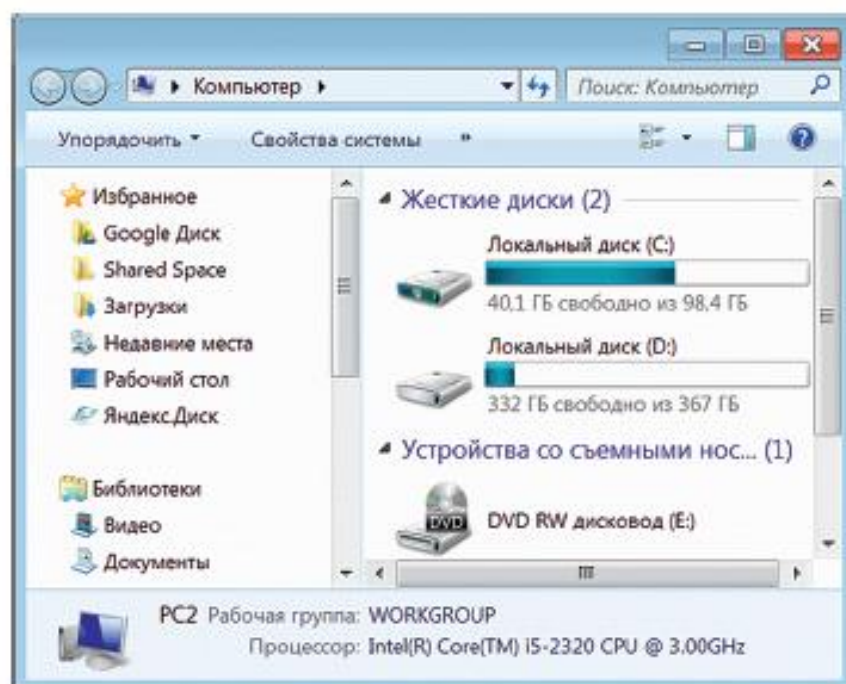 Компьютер
Поиск: Компьютер
Упорядочить
Свойства системы
»
Избранное
Google Диск
Shared Space
Загрузки
Недавние места
Рабочий стол
Яндекс.Диск
Библиотеки
Видео
Документы
Жесткие диски (2)
Локальный диск (C:)
40,1 ГБ свободно из 98,4 ГБ
Локальный диск (D:)
332 ГБ свободно из 367 ГБ
Устройства со съемными нос... (1)
DVD
DVD RW дисковод (E:)
PC2 Рабочая группа: WORKGROUP
Процессор: Intel(R) Core(TM) i5-2320 CPU @ 3.00GHz